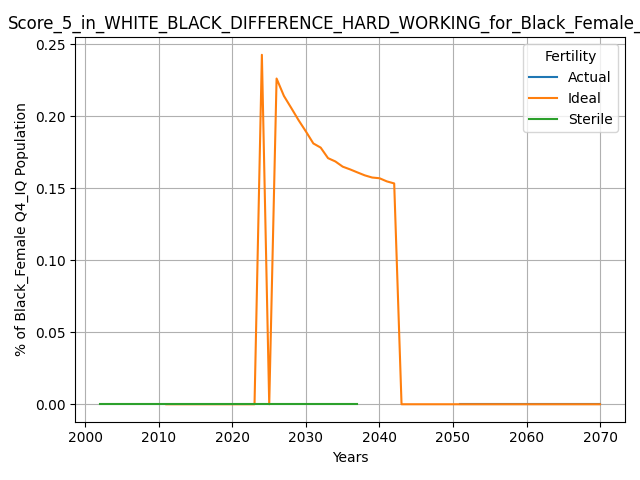 Score_5_in_WHITE_BLACK_DIFFERENCE_HARD_WORKING_for_Black_Female_
Fertility
Actual
Ideal
Sterile
% of Black_Female Q4_IQ Population
0.25
0.20
0.15
0.10
0.05
0.00
2000 2010 2020 2030 2040 2050 2060 2070
Years